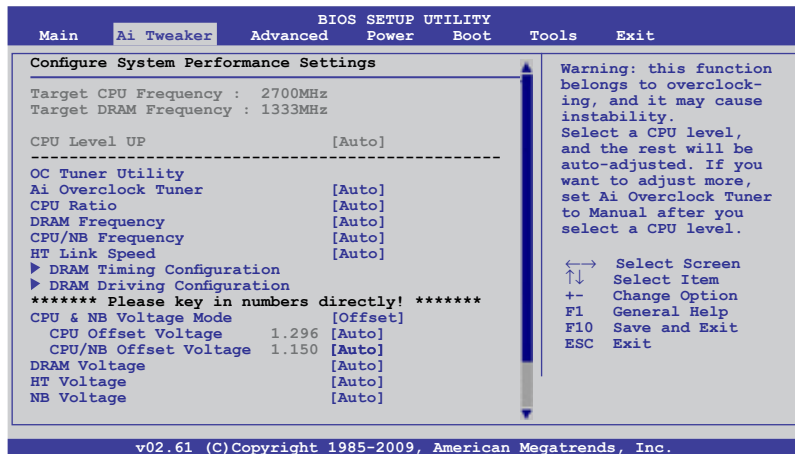 BIOS SETUP UTILITY
Main Ai Tweaker Advanced Power Boot Tools Exit
Configure System Performance Settings
Target CPU Frequency : 2700MHz
Target DRAM Frequency : 1333MHz
CPU Level UP [Auto]
--------------------------------------------------
OC Tuner Utility
Ai Overclock Tuner [Auto]
CPU Ratio [Auto]
DRAM Frequency [Auto]
CPU/NB Frequency [Auto]
HT Link Speed [Auto]
▶ DRAM Timing Configuration
▶ DRAM Driving Configuration
******* Please key in numbers directly! *******
CPU & NB Voltage Mode [Offset]
CPU Offset Voltage 1.296 [Auto]
CPU/NB Offset Voltage 1.150 [Auto]
DRAM Voltage [Auto]
HT Voltage [Auto]
NB Voltage [Auto]
Warning: this function
belongs to overclock-
ing, and it may cause
instability.
Select a CPU level,
and the rest will be
auto-adjusted. If you
want to adjust more,
set Ai Overclock Tuner
to Manual after you
select a CPU level.
←→ Select Screen
↑↓ Select Item
+- Change Option
F1 General Help
F10 Save and Exit
ESC Exit
v02.61 (C)Copyright 1985-2009, American Megatrends, Inc.